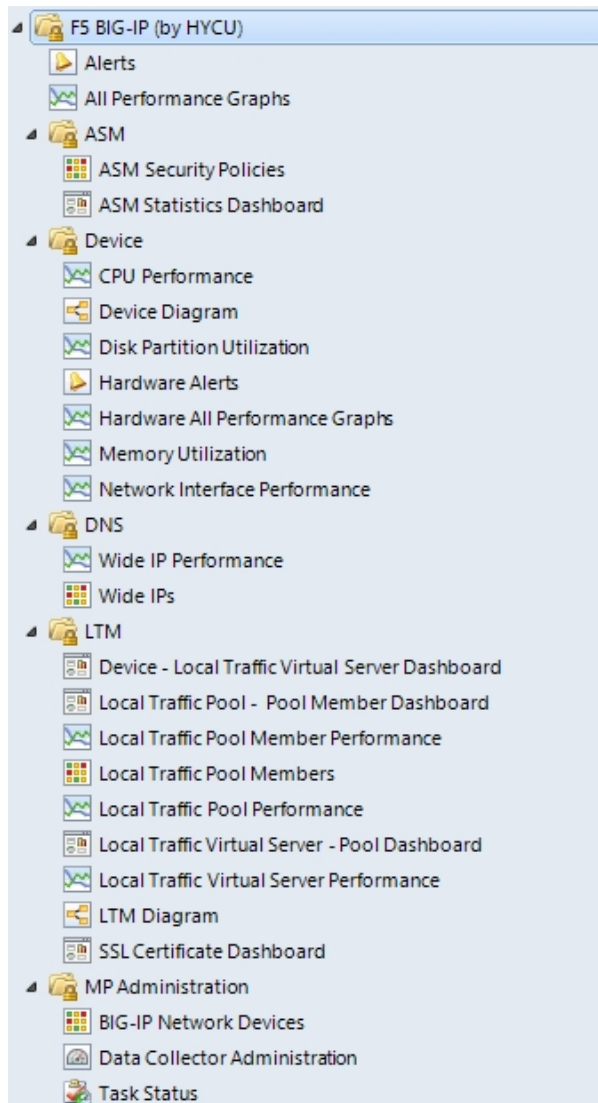 F5 BIG-IP (by HYCU)
Alerts
All Performance Graphs
ASM
ASM Security Policies
ASM Statistics Dashboard
Device
CPU Performance
Device Diagram
Disk Partition Utilization
Hardware Alerts
Hardware All Performance Graphs
Memory Utilization
Network Interface Performance
DNS
Wide IP Performance
Wide IPs
LTM
Device - Local Traffic Virtual Server Dashboard
Local Traffic Pool - Pool Member Dashboard
Local Traffic Pool Member Performance
Local Traffic Pool Members
Local Traffic Pool Performance
Local Traffic Virtual Server - Pool Dashboard
Local Traffic Virtual Server Performance
LTM Diagram
SSL Certificate Dashboard
MP Administration
BIG-IP Network Devices
Data Collector Administration
Task Status